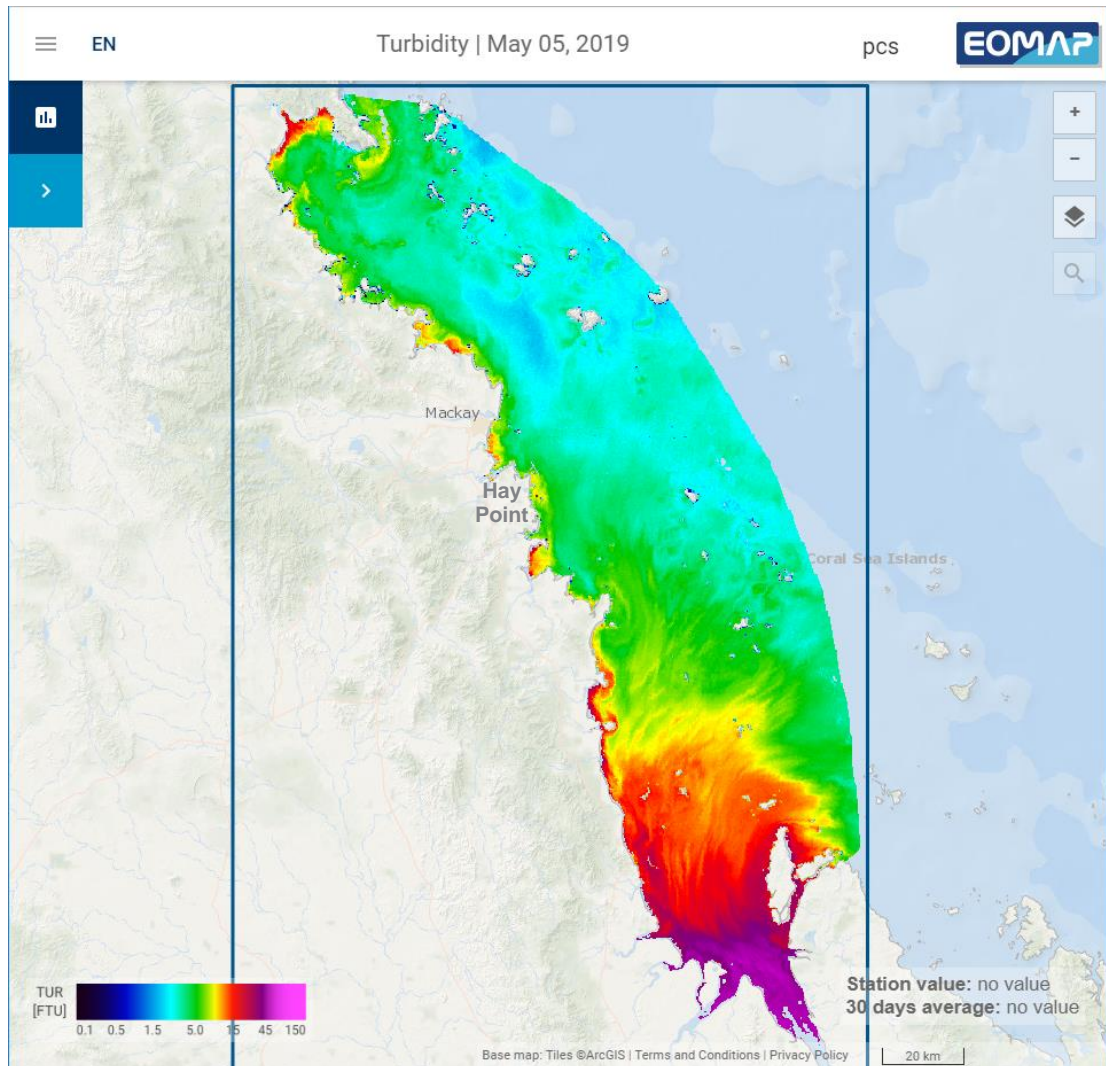 EN
Turbidity | May 05, 2019
pcs
EOMAP
+
−
Mackay
Hay
Point
Coral Sea Islands
TUR
[FTU]
0.1 0.5 1.5 5.0 15 45 150
Station value: no value
30 days average: no value
Base map: Tiles ©ArcGIS | Terms and Conditions | Privacy Policy
20 km